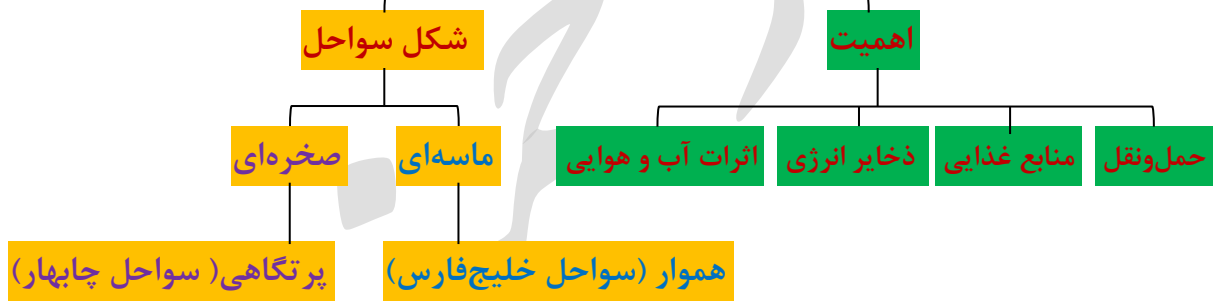 اهمیت
شکل سواحل
حمل‌ونقل
منابع غذایی
ذخایر انرژی
اثرات آب و هوایی
ماسه‌ای
صخره‌ای
هموار (سواحل خلیج‌فارس)
پرتگاهی( سواحل چابهار)